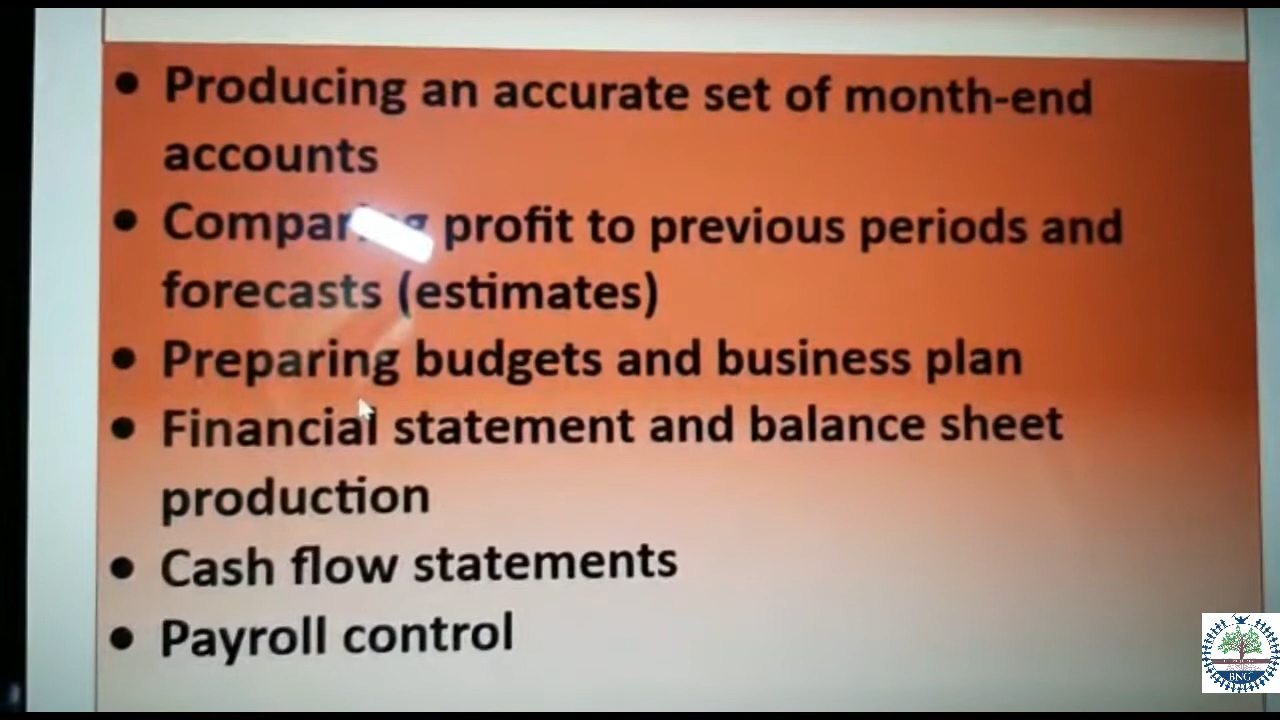 • Producing an accurate set of month-end
accounts
• Comparing profit to previous periods and
forecasts (estimates)
• Preparing budgets and business plan
• Financial statement and balance sheet
production
• Cash flow statements
• Payroll control
BNG